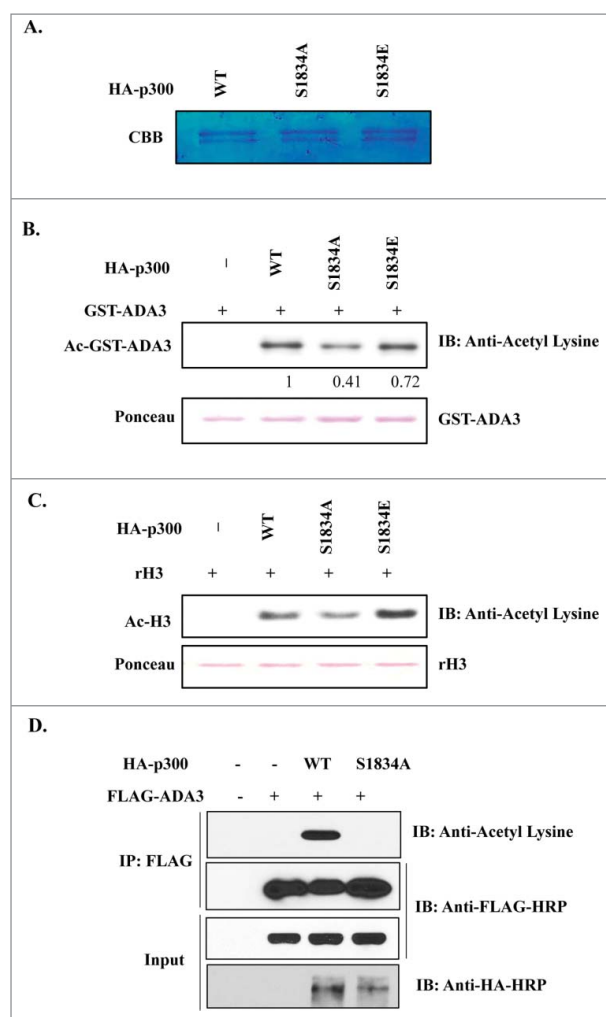 A.
HA-p300 WT S1834A S1834E
CBB
B.
HA-p300 – WT S1834A S1834E
GST-ADA3 + + + +
Ac-GST-ADA3 IB: Anti-Acetyl Lysine
1 0.41 0.72
Ponceau GST-ADA3
C.
HA-p300 – WT S1834A S1834E
rH3 + + + +
Ac-H3 IB: Anti-Acetyl Lysine
Ponceau rH3
D.
HA-p300 - - WT S1834A
FLAG-ADA3 - + + +
IB: Anti-Acetyl Lysine
IP: FLAG
IB: Anti-FLAG-HRP
Input
IB: Anti-HA-HRP